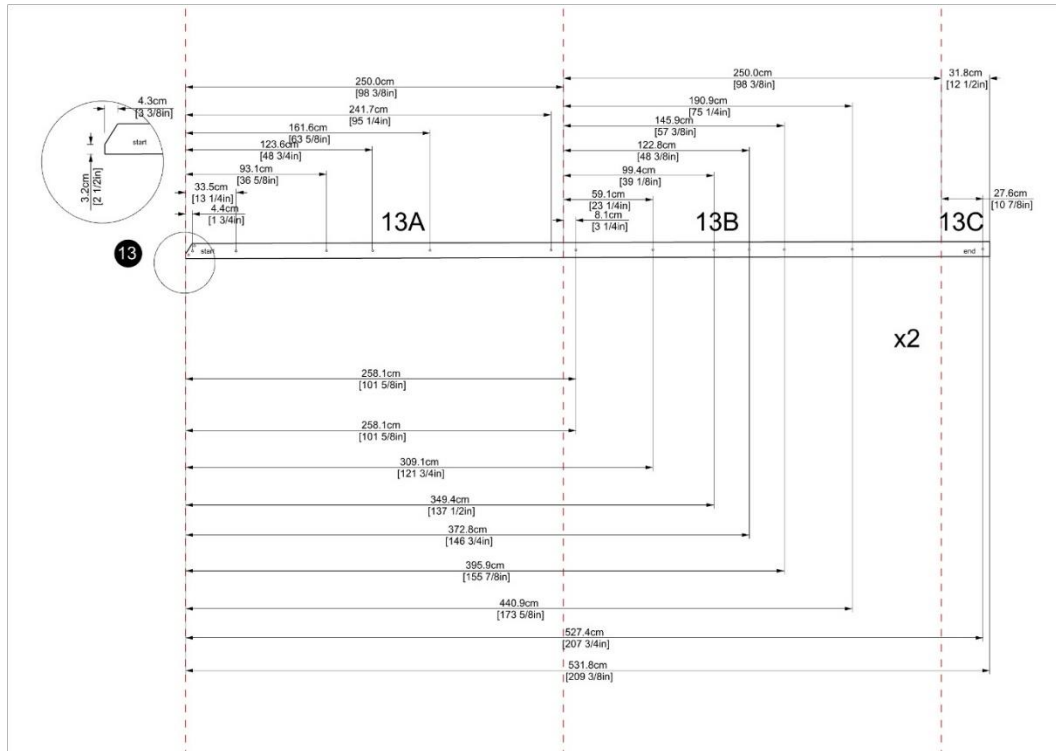 250.0cm
[98 3/8in]
250.0cm
[98 3/8in]
31.8cm
[12 1/2in]
4.3cm
[3 3/8in]
241.7cm
[95 1/4in]
190.9cm
[75 1/4in]
161.6cm
[63 5/8in]
145.9cm
[57 3/8in]
start
123.6cm
[48 3/4in]
122.8cm
[48 3/8in]
93.1cm
[36 5/8in]
99.4cm
[39 1/8in]
3.2cm
[2 1/2in]
33.5cm
[13 1/4in]
59.1cm
[23 1/4in]
27.6cm
[10 7/8in]
4.4cm
[1 3/4in]
8.1cm
[3 1/4in]
13A
13B
13C
13
start
end
x2
258.1cm
[101 5/8in]
258.1cm
[101 5/8in]
309.1cm
[121 3/4in]
349.4cm
[137 1/2in]
372.8cm
[146 3/4in]
395.9cm
[155 7/8in]
440.9cm
[173 5/8in]
527.4cm
[207 3/4in]
531.8cm
[209 3/8in]